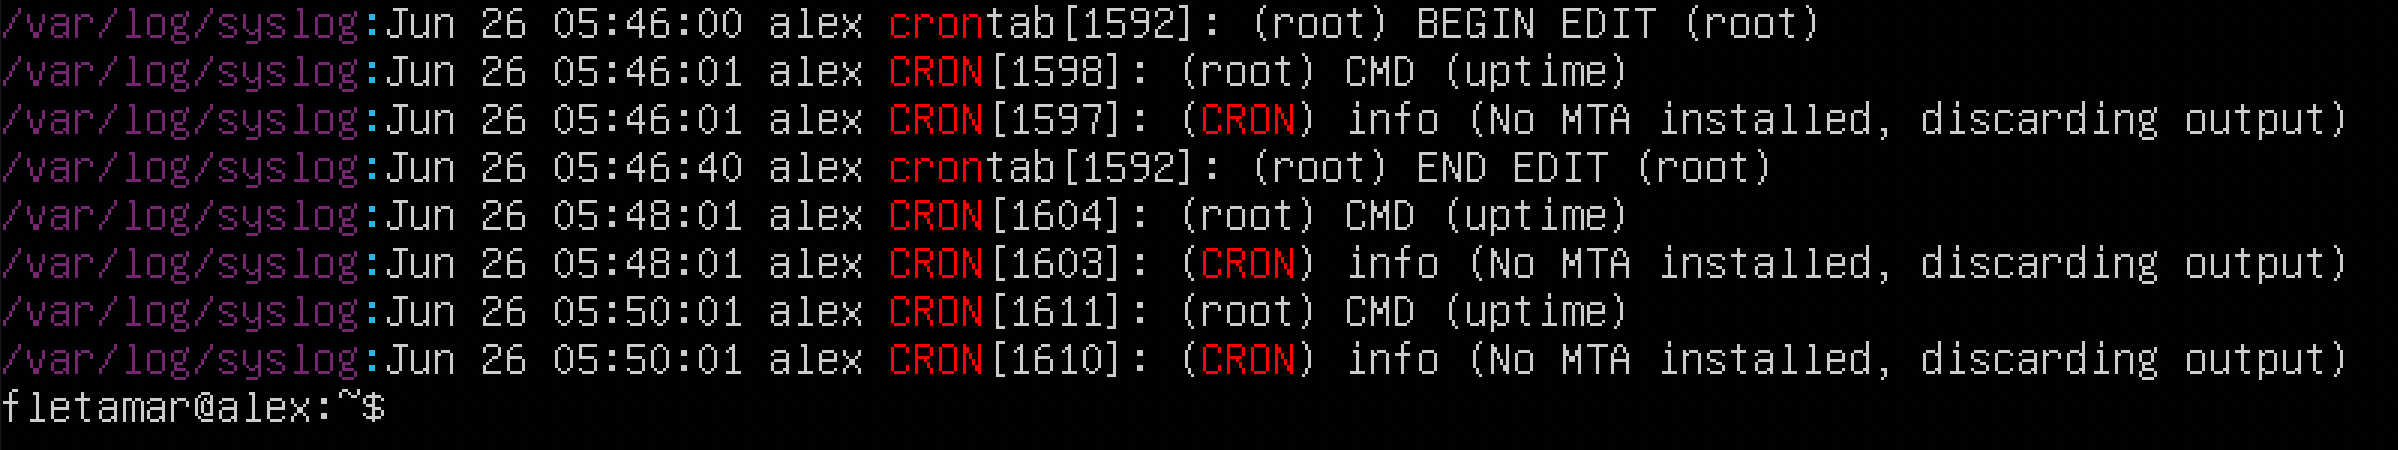 /var/log/syslog:Jun 26 05:46:00 alex crontab[1592]: (root) BEGIN EDIT (root)
/var/log/syslog:Jun 26 05:46:01 alex CRON[1598]: (root) CMD (uptime)
/var/log/syslog:Jun 26 05:46:01 alex CRON[1597]: (CRON) info (No MTA installed, discarding output)
/var/log/syslog:Jun 26 05:46:40 alex crontab[1592]: (root) END EDIT (root)
/var/log/syslog:Jun 26 05:48:01 alex CRON[1604]: (root) CMD (uptime)
/var/log/syslog:Jun 26 05:48:01 alex CRON[1603]: (CRON) info (No MTA installed, discarding output)
/var/log/syslog:Jun 26 05:50:01 alex CRON[1611]: (root) CMD (uptime)
/var/log/syslog:Jun 26 05:50:01 alex CRON[1610]: (CRON) info (No MTA installed, discarding output)
fletamar@alex:~$